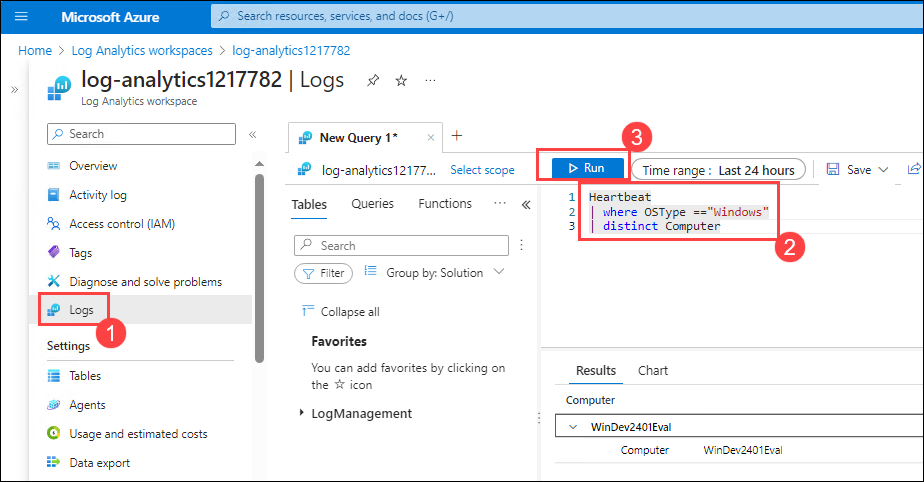 Microsoft Azure
Search resources, services, and docs (G+/)
Home > Log Analytics workspaces > log-analytics1217782
log-analytics1217782 | Logs
Log Analytics workspace
Search
Overview
Activity log
Access control (IAM)
Tags
Diagnose and solve problems
Logs
1
Settings
Tables
Agents
Usage and estimated costs
Data export
New Query 1*
3
log-analytics12177... Select scope
Run
Time range : Last 24 hours
Save
Tables Queries Functions
Search
Filter
Group by: Solution
Collapse all
Favorites
You can add favorites by clicking on
the ☆ icon
LogManagement
1 Heartbeat
2 | where OSType =="Windows"
3 | distinct Computer
2
Results Chart
Computer
WinDev2401Eval
Computer WinDev2401Eval